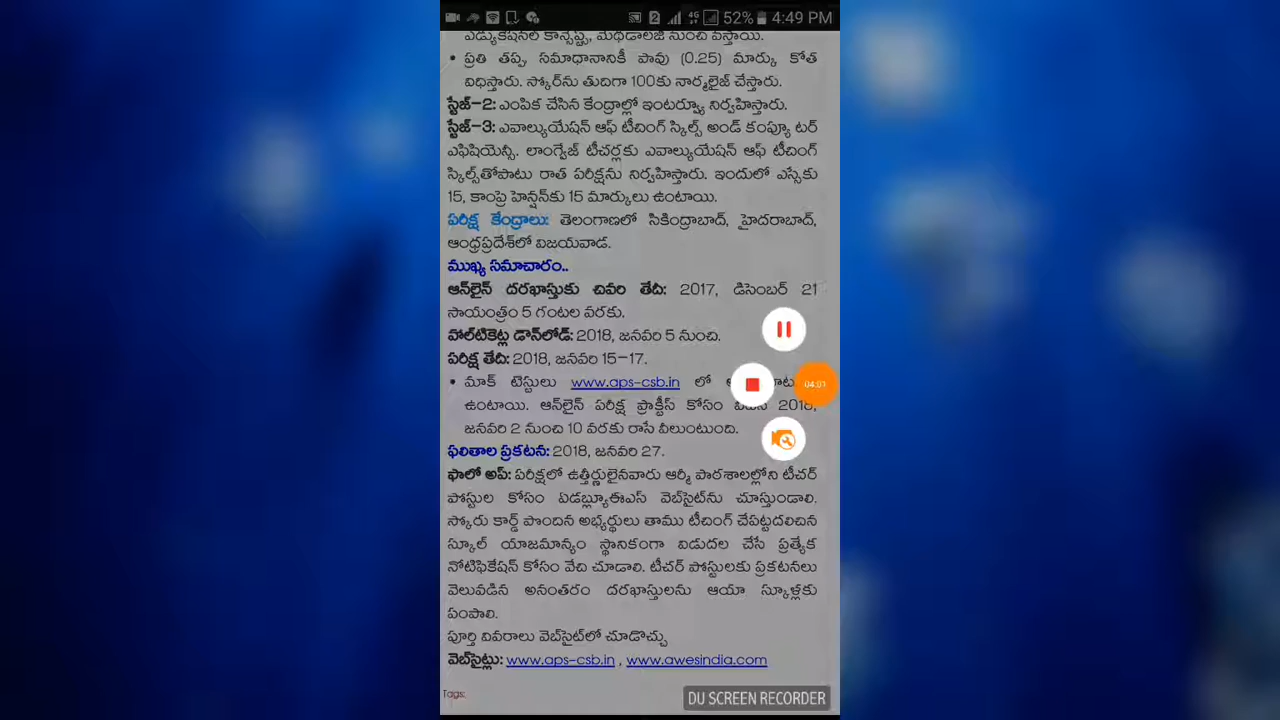 52% 4:49 PM
ఎడ్యుకేషనల్ కాన్సెప్ట్స్, మెథడాలజీ నుంచి వస్తాయి.
• ప్రతి తప్పు సమాధానానికీ పావు (0.25) మార్కు కోత
విధిస్తారు. స్కోర్‌ను తుదిగా 100కు నార్మలైజ్ చేస్తారు.
స్టేజ్-2: ఎంపిక చేసిన కేంద్రాల్లో ఇంటర్వ్యూ నిర్వహిస్తారు.
స్టేజ్-3: ఎవాల్యుయేషన్ ఆఫ్ టీచింగ్ స్కిల్స్ అండ్ కంప్యూ టర్
ఎఫిషియెన్సి. లాంగ్వేజ్ టీచర్లకు ఎవాల్యుయేషన్ ఆఫ్ టీచింగ్
స్కిల్స్‌తోపాటు రాత పరీక్షను నిర్వహిస్తారు. ఇందులో ఎస్సేకు
15, కాంప్రె హెన్షన్‌కు 15 మార్కులు ఉంటాయి.
పరీక్ష కేంద్రాలు: తెలంగాణలో సికింద్రాబాద్, హైదరాబాద్,
ఆంధ్రప్రదేశ్‌లో విజయవాడ.
ముఖ్య సమాచారం..
ఆన్‌లైన్ దరఖాస్తుకు చివరి తేది: 2017, డిసెంబర్ 21
సాయంత్రం 5 గంటల వరకు.
హాల్‌టికెట్ల డౌన్‌లోడ్: 2018, జనవరి 5 నుంచి.
పరీక్ష తేదీ: 2018, జనవరి 15-17.
• మాక్ టెస్టులు www.aps-csb.in లో
04:01
ఉంటాయి. ఆన్‌లైన్ పరీక్ష ప్రాక్టీస్ కోసం 2018,
జనవరి 2 నుంచి 10 వరకు రాసే వీలుంటుంది.
ఫలితాల ప్రకటన: 2018, జనవరి 27.
ఫాలో అప్: పరీక్షలో ఉత్తీర్ణులైనవారు ఆర్మీ పాఠశాలల్లోని టీచర్
పోస్టుల కోసం ఏడబ్ల్యూఈఎస్ వెబ్‌సైట్‌ను చూస్తుండాలి.
స్కోరు కార్డ్ పొందిన అభ్యర్థులు తాము టీచింగ్ చేపట్టదలిచిన
స్కూల్ యాజమాన్యం స్థానికంగా విడుదల చేసే ప్రత్యేక
నోటిఫికేషన్ కోసం వేచి చూడాలి. టీచర్ పోస్టులకు ప్రకటనలు
వెలువడిన అనంతరం దరఖాస్తులను ఆయా స్కూళ్లకు
పంపాలి.
పూర్తి వివరాలు వెబ్‌సైట్‌లో చూడొచ్చు
వెబ్‌సైట్లు: www.aps-csb.in , www.awesindia.com
Tags:
DU SCREEN RECORDER